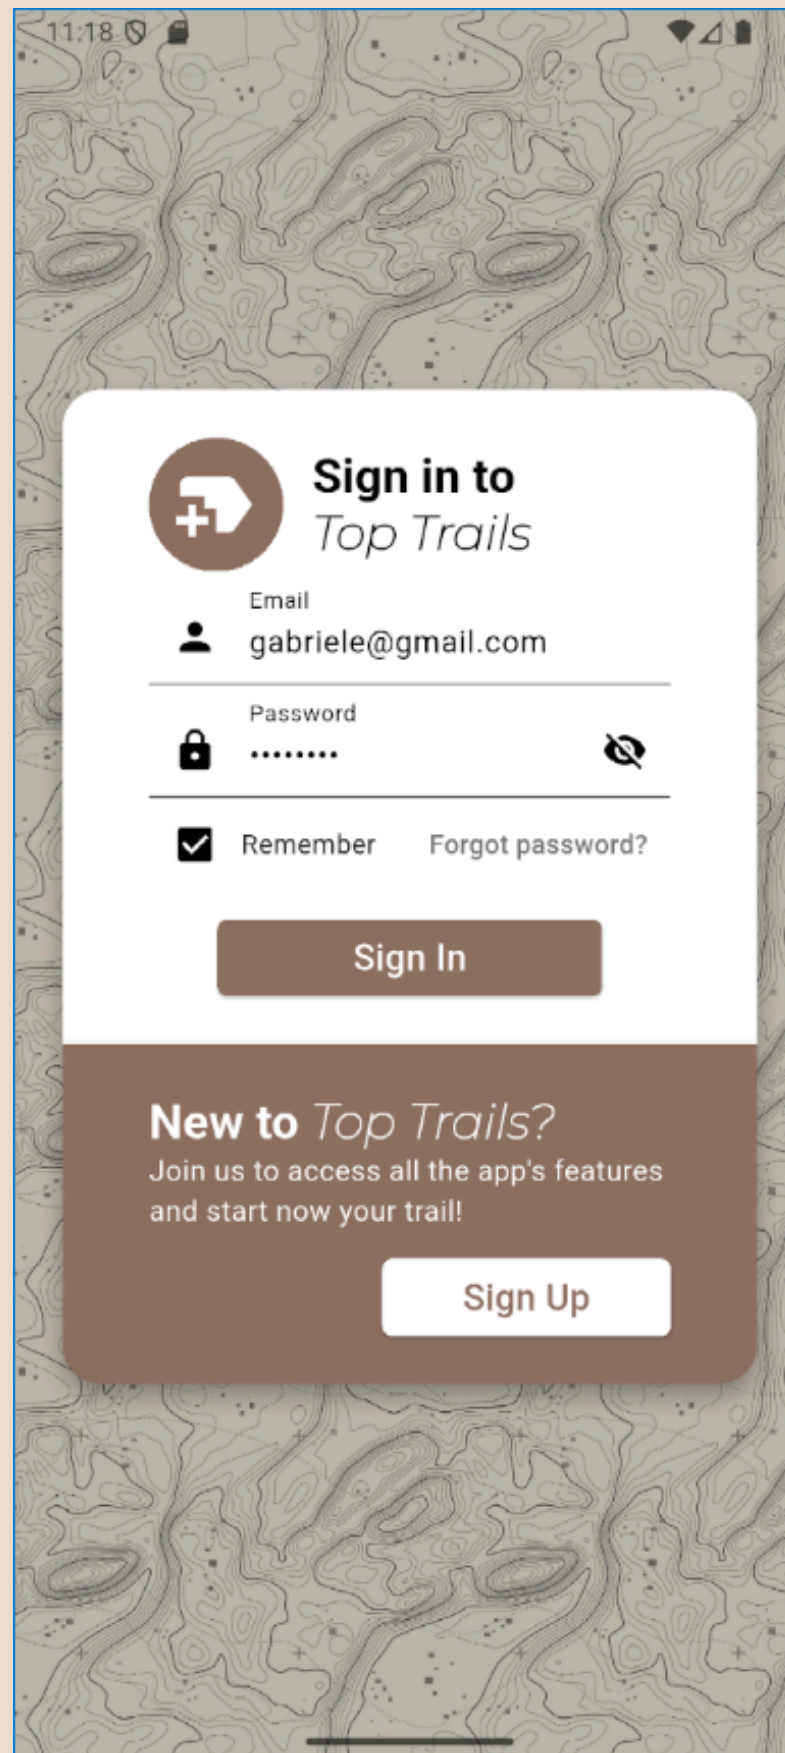 11:18
Sign in to
Top Trails
Email
gabriele@gmail.com
Password
••••••••
Remember Forgot password?
Sign In
New to Top Trails?
Join us to access all the app's features
and start now your trail!
Sign Up